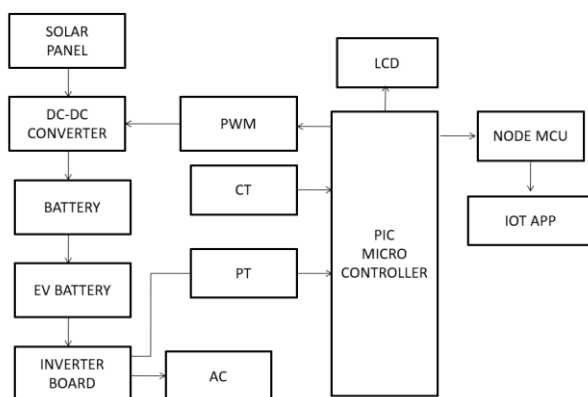 SOLAR
PANEL
LCD
DC-DC
CONVERTER
PWM
NODE MCU
CT
BATTERY
IOT APP
PIC
MICRO
CONTROLLER
PT
EV BATTERY
INVERTER
BOARD
AC